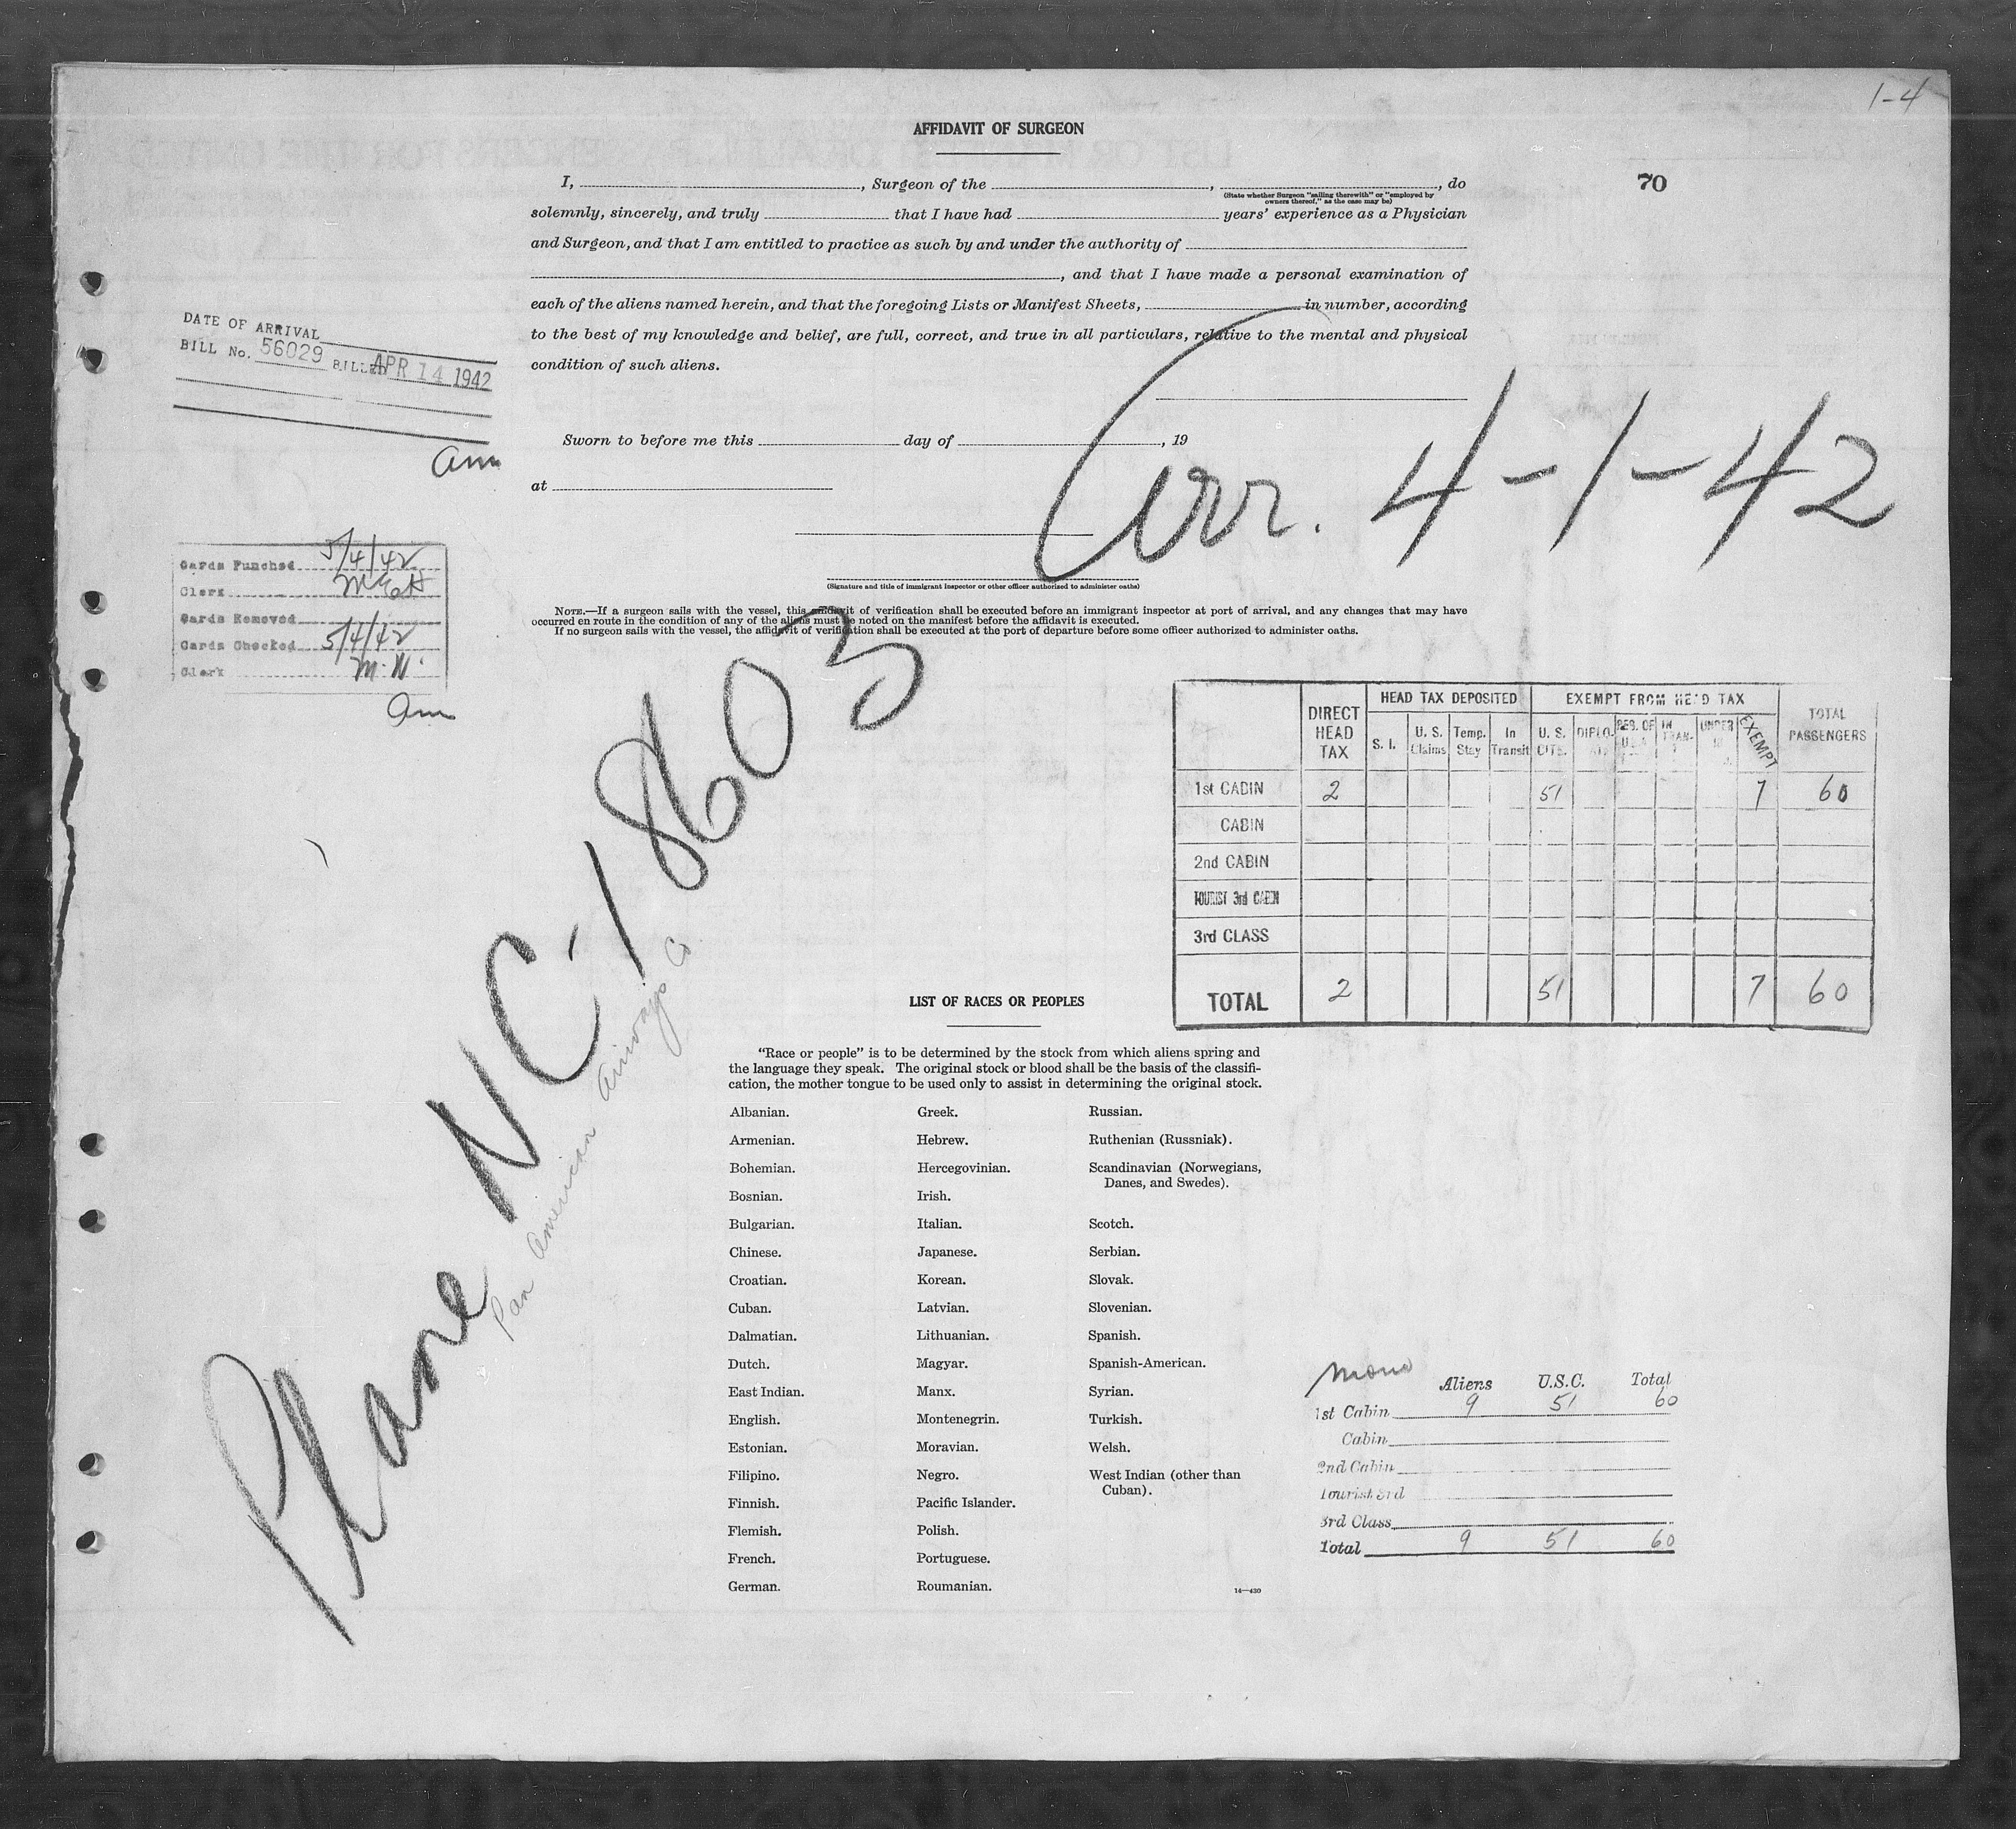 1-4
AFFIDAVIT OF SURGEON
70
I, , Surgeon of the , , do
(State whether Surgeon "sailing therewith" or "employed by
owners thereof," as the case may be)
solemnly, sincerely, and truly that I have had years' experience as a Physician
and Surgeon, and that I am entitled to practice as such by and under the authority of
, and that I have made a personal examination of
each of the aliens named herein, and that the foregoing Lists or Manifest Sheets, in number, according
to the best of my knowledge and belief, are full, correct, and true in all particulars, relative to the mental and physical
condition of such aliens.
DATE OF ARRIVAL
BILL No. 56029 BILLED APR 14 1942
Sworn to before me this day of , 19
at
Arr. 4-1-42
(Signature and title of immigrant inspector or other officer authorized to administer oaths)
NOTE.—If a surgeon sails with the vessel, this affidavit of verification shall be executed before an immigrant inspector at port of arrival, and any changes that may have
occurred en route in the condition of any of the aliens must be noted on the manifest before the affidavit is executed.
If no surgeon sails with the vessel, the affidavit of verification shall be executed at the port of departure before some officer authorized to administer oaths.
Cards Punched 5/4/42
Clerk
Cards Removed
Cards Checked 5/4/42
Clerk M.M.
Plane NC-18603
Pan American Airways Co
DIRECT HEAD TAX HEAD TAX DEPOSITED EXEMPT FROM HEAD TAX TOTAL PASSENGERS
S. I. U. S. Claims Temp. Stay In Transit U. S. CITS. DIPLO- RES. OF U.S.A IN TRAN- UNDER EXEMPT
1st CABIN 2 51 7 60
CABIN
2nd CABIN
TOURIST 3rd CABIN
3rd CLASS
TOTAL 2 51 7 60
LIST OF RACES OR PEOPLES
"Race or people" is to be determined by the stock from which aliens spring and
the language they speak. The original stock or blood shall be the basis of the classifi-
cation, the mother tongue to be used only to assist in determining the original stock.
Albanian. Greek. Russian.
Armenian. Hebrew. Ruthenian (Russniak).
Bohemian. Hercegovinian. Scandinavian (Norwegians,
Danes, and Swedes).
Bosnian. Irish.
Bulgarian. Italian. Scotch.
Chinese. Japanese. Serbian.
Croatian. Korean. Slovak.
Cuban. Latvian. Slovenian.
Dalmatian. Lithuanian. Spanish.
Dutch. Magyar. Spanish-American.
East Indian. Manx. Syrian.
English. Montenegrin. Turkish.
Estonian. Moravian. Welsh.
Filipino. Negro. West Indian (other than
Cuban).
Finnish. Pacific Islander.
Flemish. Polish.
French. Portuguese.
German. Roumanian.
14—430
Aliens U.S.C. Total
1st Cabin 9 51 60
Cabin
2nd Cabin
Tourist 3rd
3rd Class
Total 9 51 60